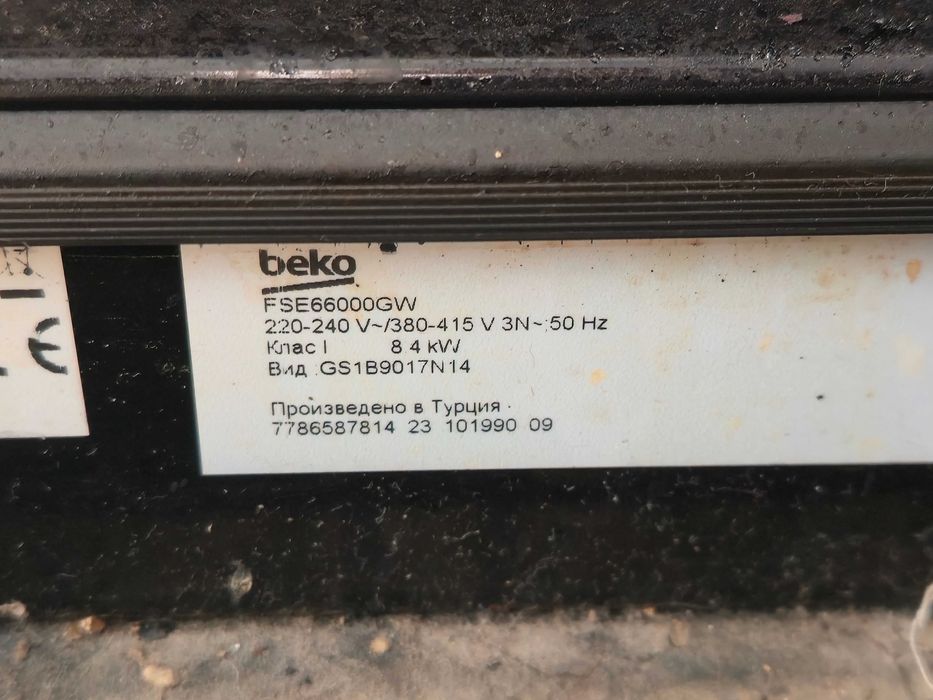 beko
FSE66000GW
220-240 V~/380-415 V 3N~ 50 Hz
Клас I 8.4 kW
Вид :GS1B9017N14
CE
Произведено в Турция
7786587814 23 101990 09